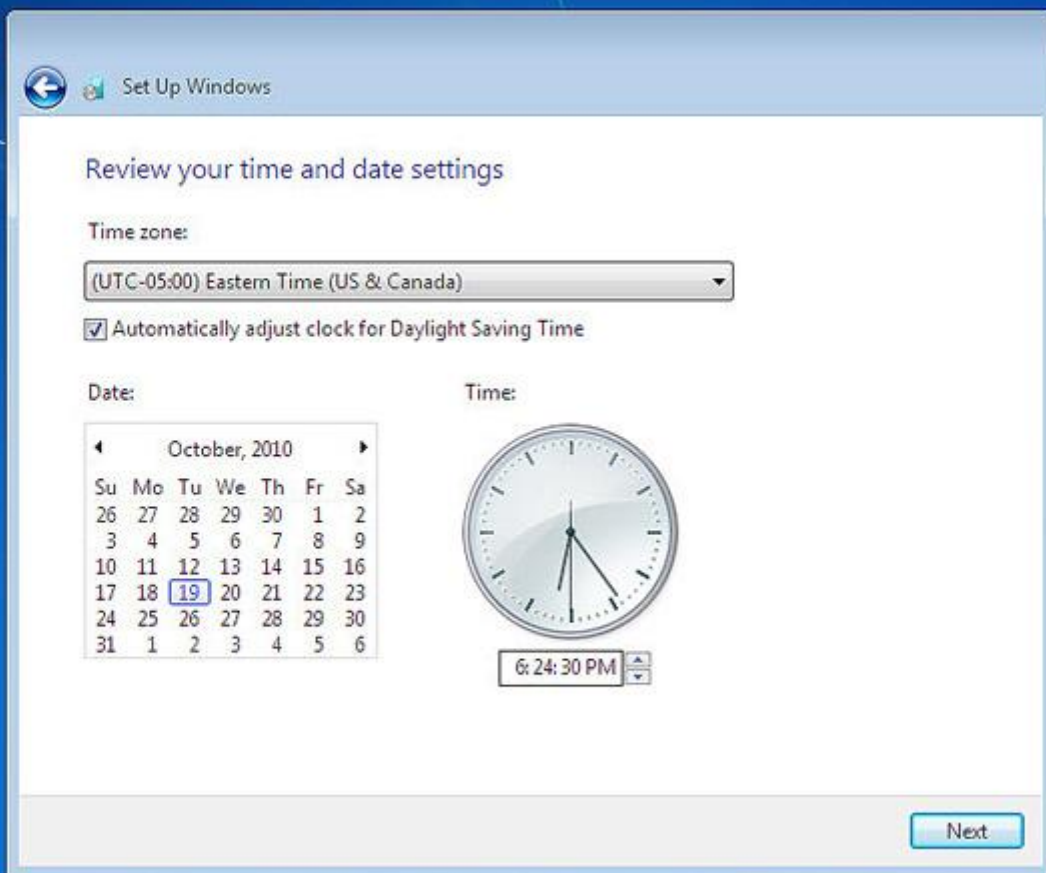 Set Up Windows
Review your time and date settings
Time zone:
(UTC-05:00) Eastern Time (US & Canada)
Automatically adjust clock for Daylight Saving Time
Date:
Time:
October, 2010
Su Mo Tu We Th Fr Sa
26 27 28 29 30 1 2
3 4 5 6 7 8 9
10 11 12 13 14 15 16
17 18 19 20 21 22 23
24 25 26 27 28 29 30
31 1 2 3 4 5 6
6: 24: 30 PM
Next